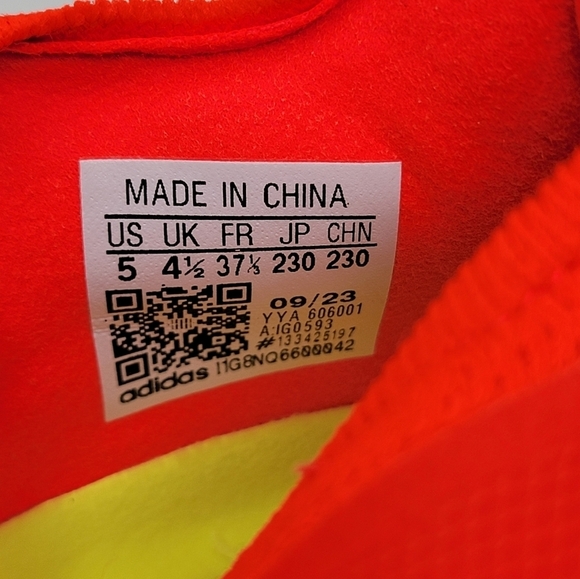 MADE IN CHINA
US UK FR JP CHN
5 4½ 37⅓ 230 230
09/23
YYA 606001
A:IG0593
#133425197
adidas I1G8NQ6600042